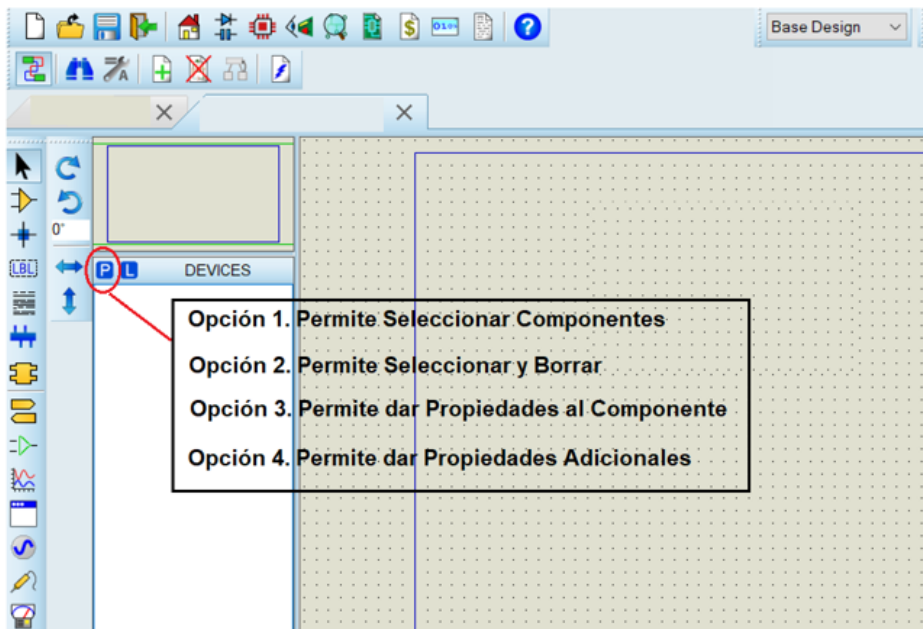 Base Design
LBL
0°
P L DEVICES
Opción 1. Permite Seleccionar Componentes
Opción 2. Permite Seleccionar y Borrar
Opción 3. Permite dar Propiedades al Componente
Opción 4. Permite dar Propiedades Adicionales